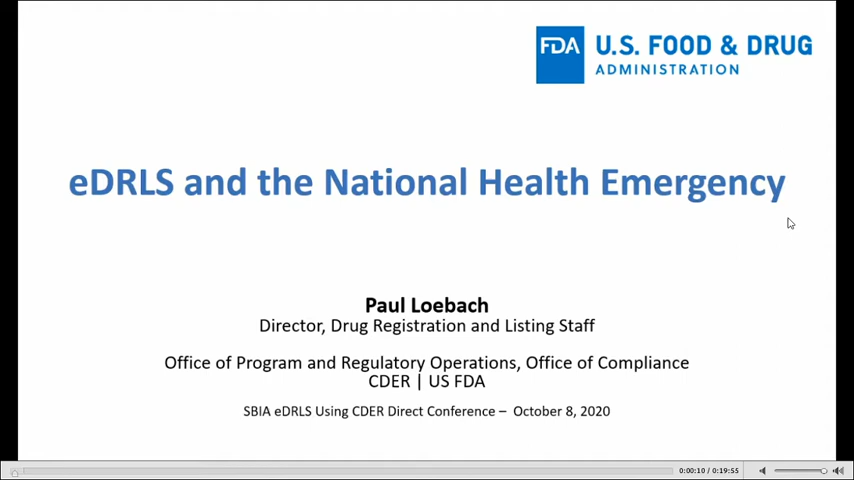 FDA U.S. FOOD & DRUG
ADMINISTRATION
eDRLS and the National Health Emergency
Paul Loebach
Director, Drug Registration and Listing Staff
Office of Program and Regulatory Operations, Office of Compliance
CDER | US FDA
SBIA eDRLS Using CDER Direct Conference – October 8, 2020
0:00:10 / 0:19:55